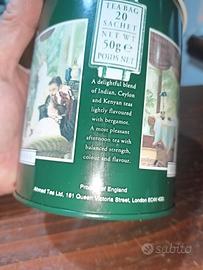 TEA BAG
20
SACHET
NET WT
50g ℮
POIDS NET
A delightful blend
of Indian, Ceylon
and Kenyan teas
lightly flavoured
with bergamot.
A most pleasant
afternoon tea with
balanced strength,
colour and flavour.
Product of England
Ahmad Tea Ltd, 161 Queen Victoria Street, London EC4V
subito